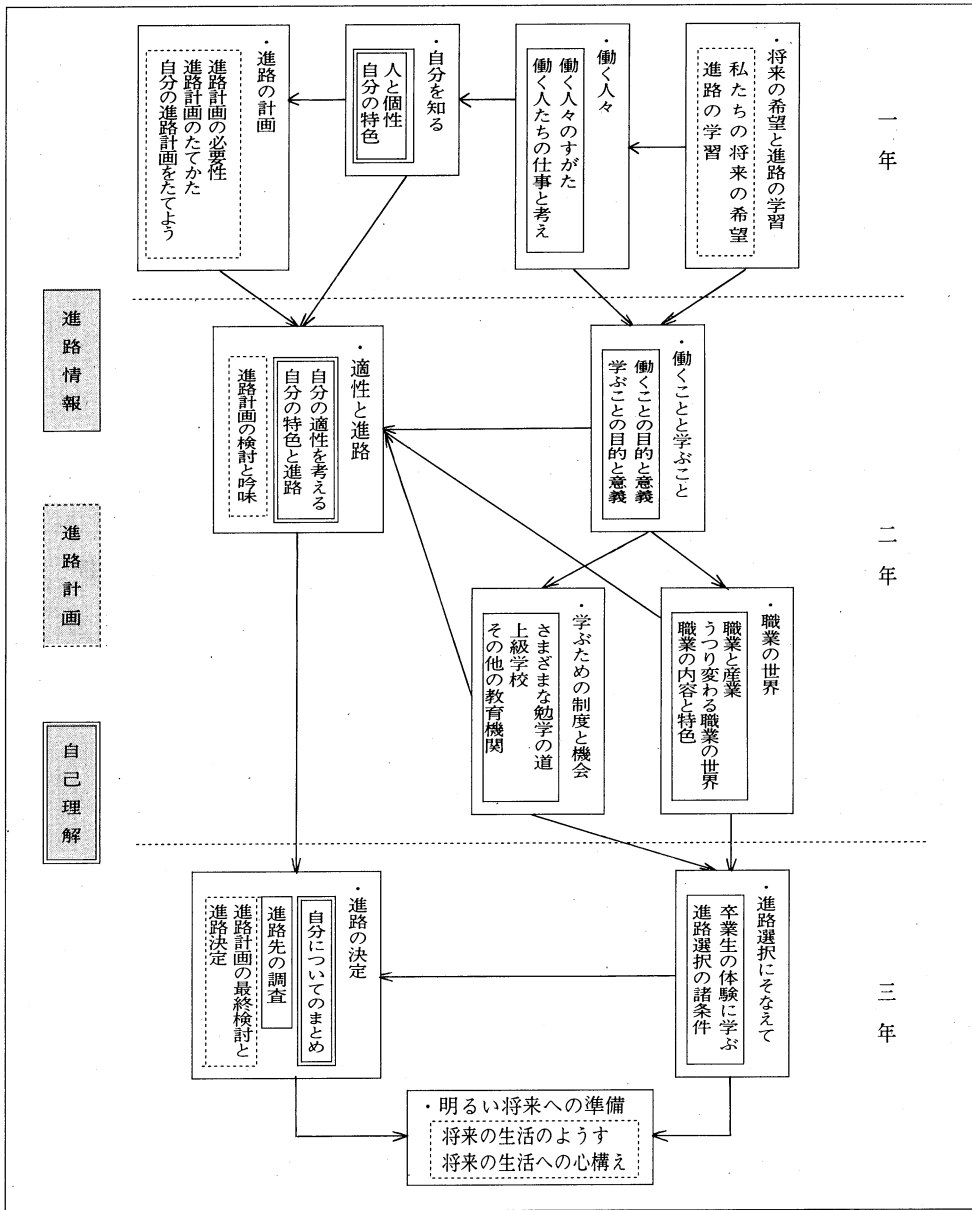 一年
・将来の希望と進路の学習
私たちの将来の希望
進路の学習
・働く人々
働く人々のすがた
働く人たちの仕事と考え
・自分を知る
人と個性
自分の特色
・進路の計画
進路計画の必要性
進路計画のたてかた
自分の進路計画をたてよう
二年
・働くことと学ぶこと
働くことの目的と意義
学ぶことの目的と意義
・適性と進路
自分の適性を考える
自分の特色と進路
進路計画の検討と吟味
・職業の世界
職業と産業
うつり変わる職業の世界
職業の内容と特色
・学ぶための制度と機会
さまざまな勉学の道
上級学校
その他の教育機関
三年
・進路選択にそなえて
卒業生の体験に学ぶ
進路選択の諸条件
・進路の決定
自分についてのまとめ
進路先の調査
進路計画の最終検討と
進路決定
・明るい将来への準備
将来の生活のようす
将来の生活への心構え
進路情報
進路計画
自己理解